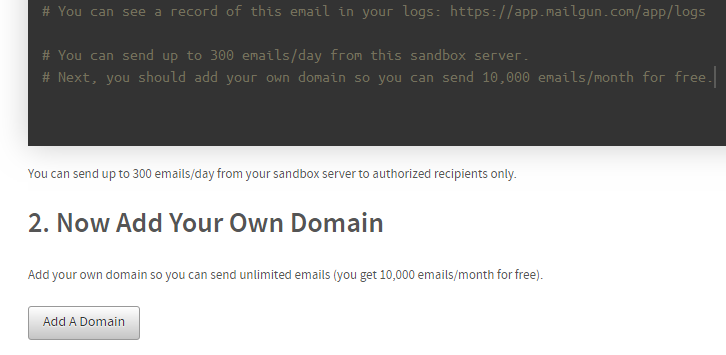 # You can see a record of this email in your logs: https://app.mailgun.com/app/logs
# You can send up to 300 emails/day from this sandbox server.
# Next, you should add your own domain so you can send 10,000 emails/month for free.
You can send up to 300 emails/day from your sandbox server to authorized recipients only.
2. Now Add Your Own Domain
Add your own domain so you can send unlimited emails (you get 10,000 emails/month for free).
Add A Domain